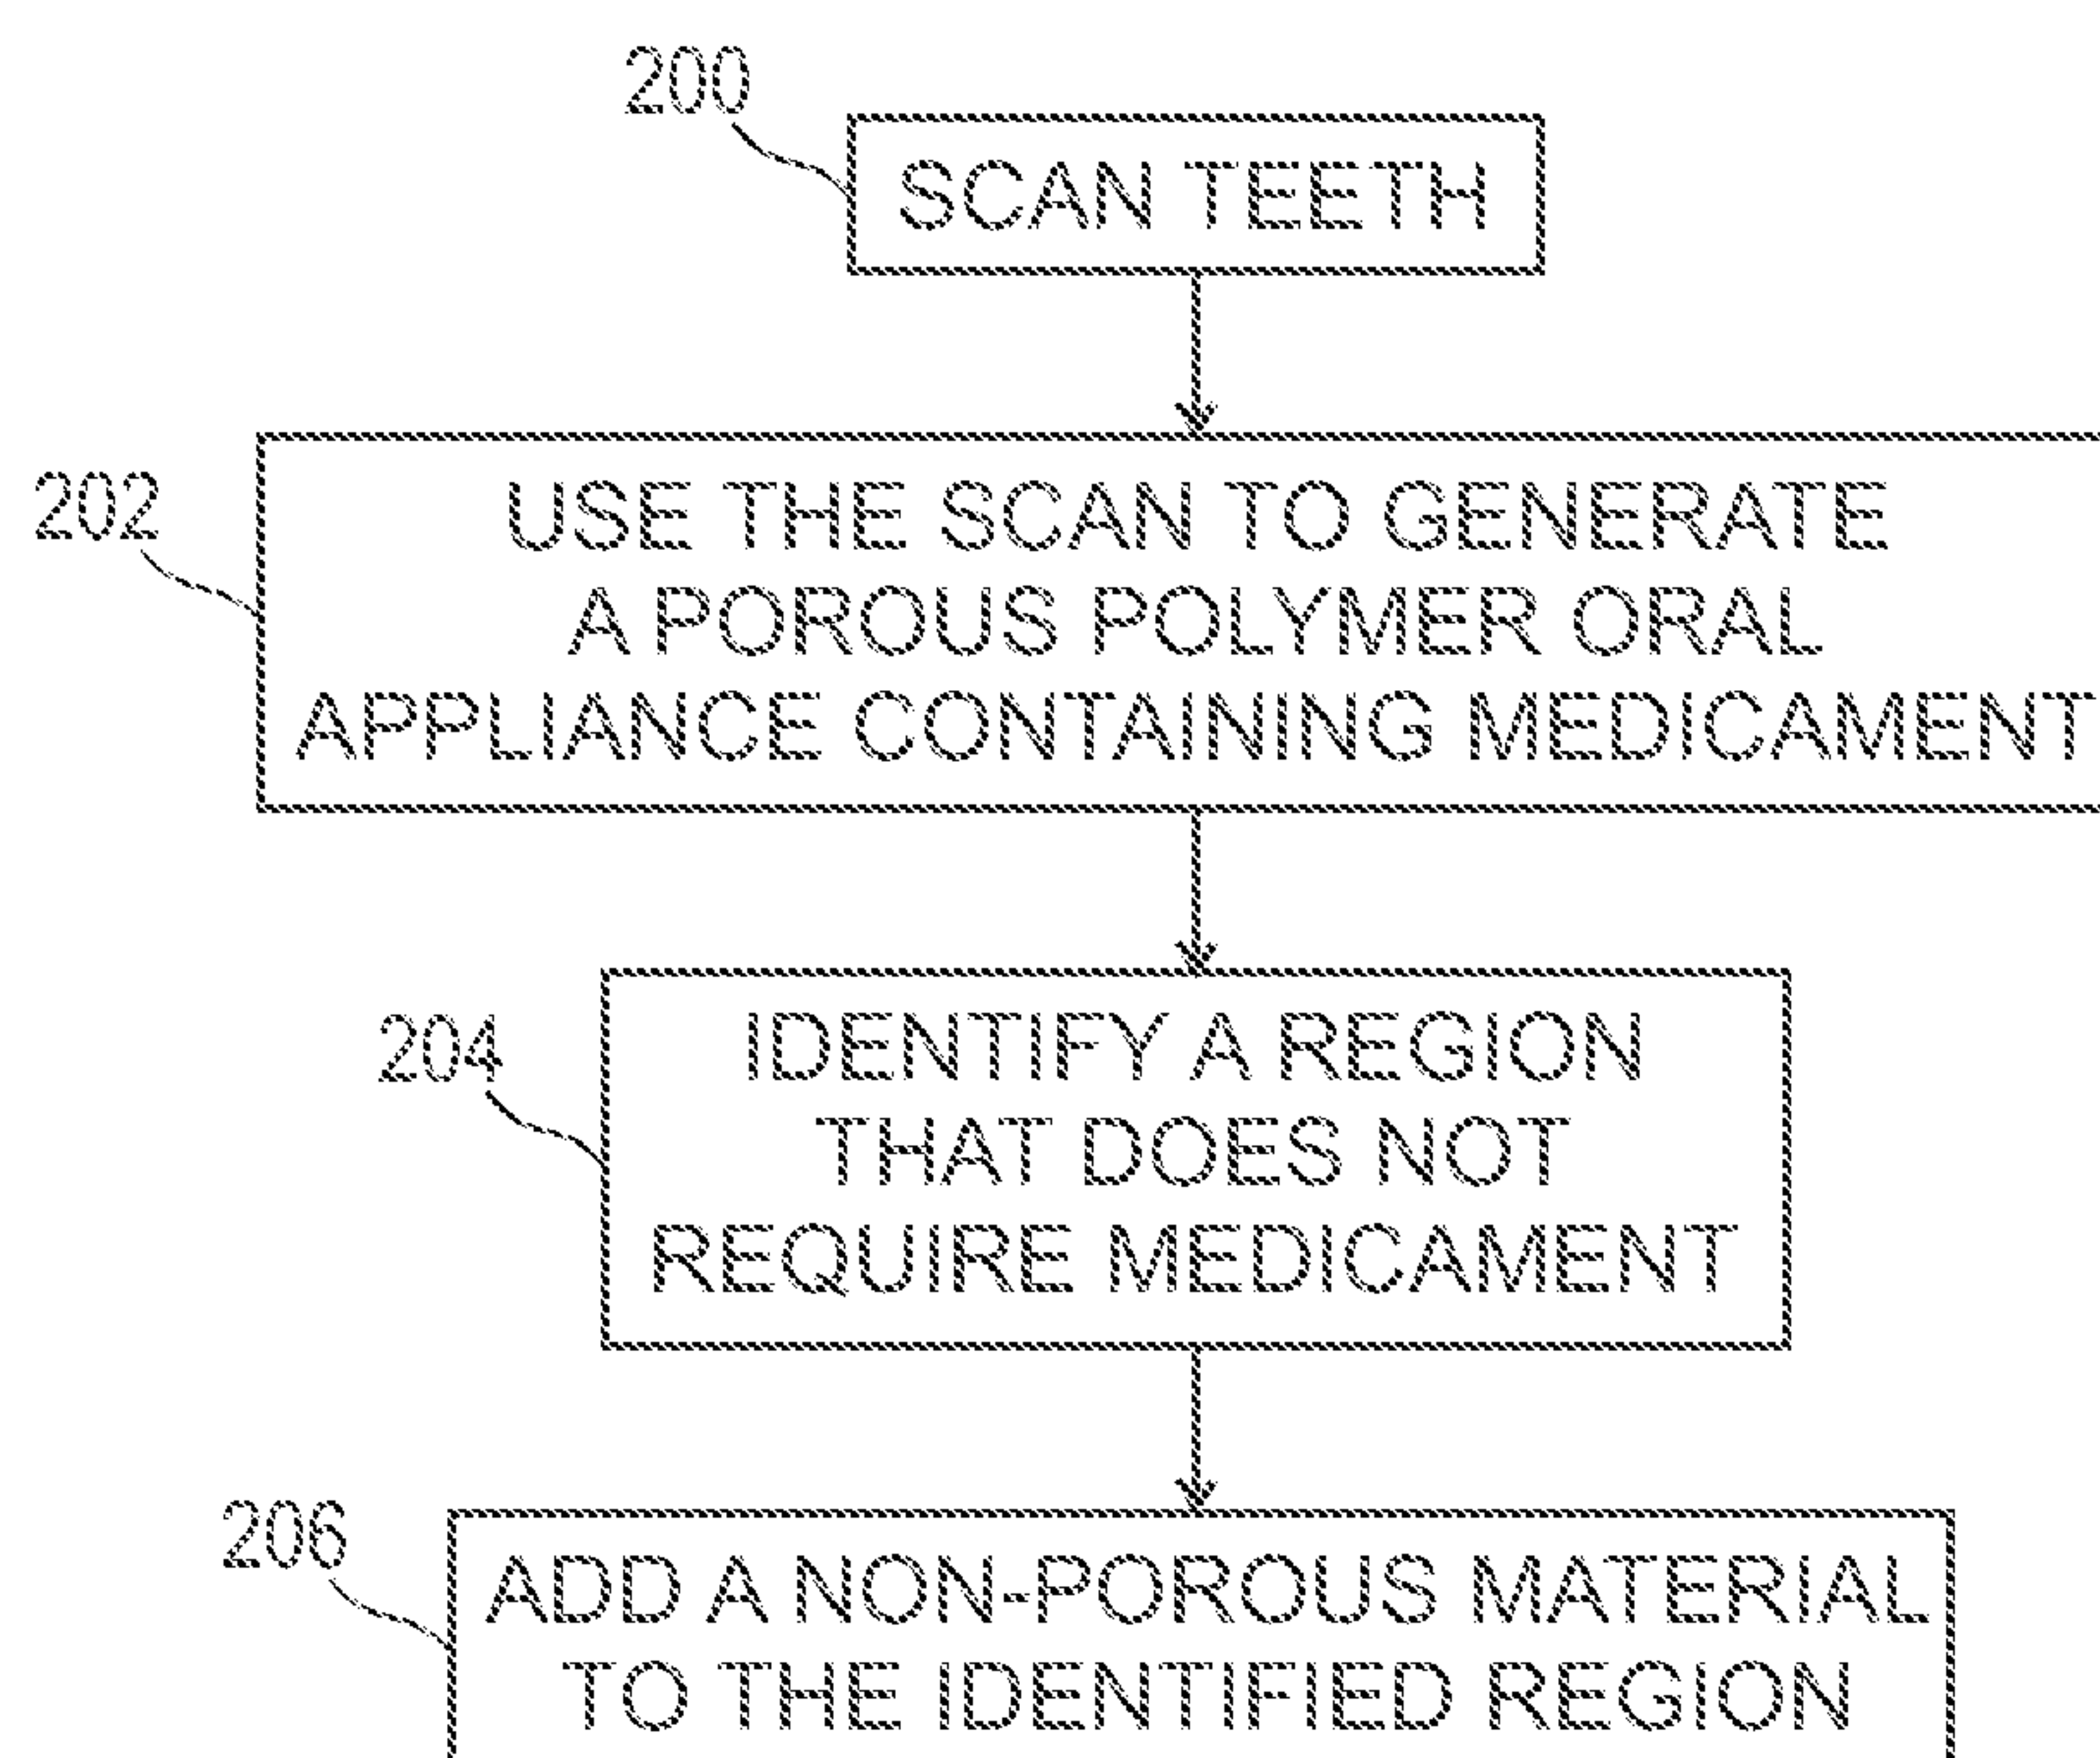 200
SCAN TEETH
202
USE THE SCAN TO GENERATE
A POROUS POLYMER ORAL
APPLIANCE CONTAINING MEDICAMENT
204
IDENTIFY A REGION
THAT DOES NOT
REQUIRE MEDICAMENT
206
ADD A NON-POROUS MATERIAL
TO THE IDENTIFIED REGION